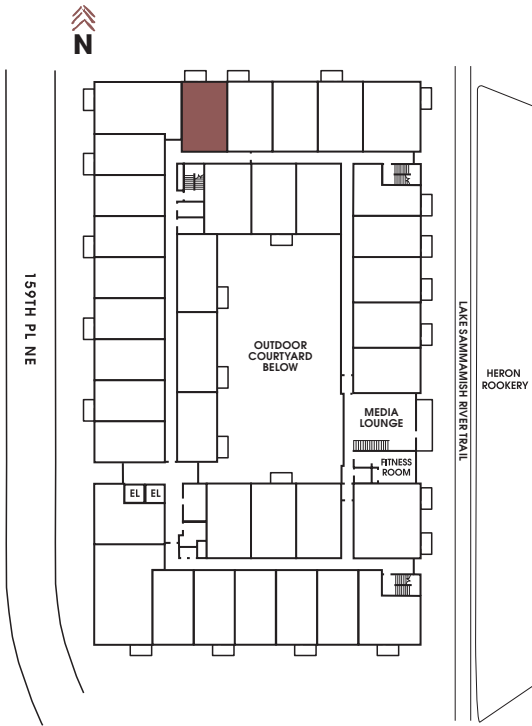 N
159TH PL NE
OUTDOOR
COURTYARD
BELOW
MEDIA
LOUNGE
FITNESS
ROOM
EL
EL
LAKE SAMMAMISH RIVER TRAIL
HERON
ROOKERY